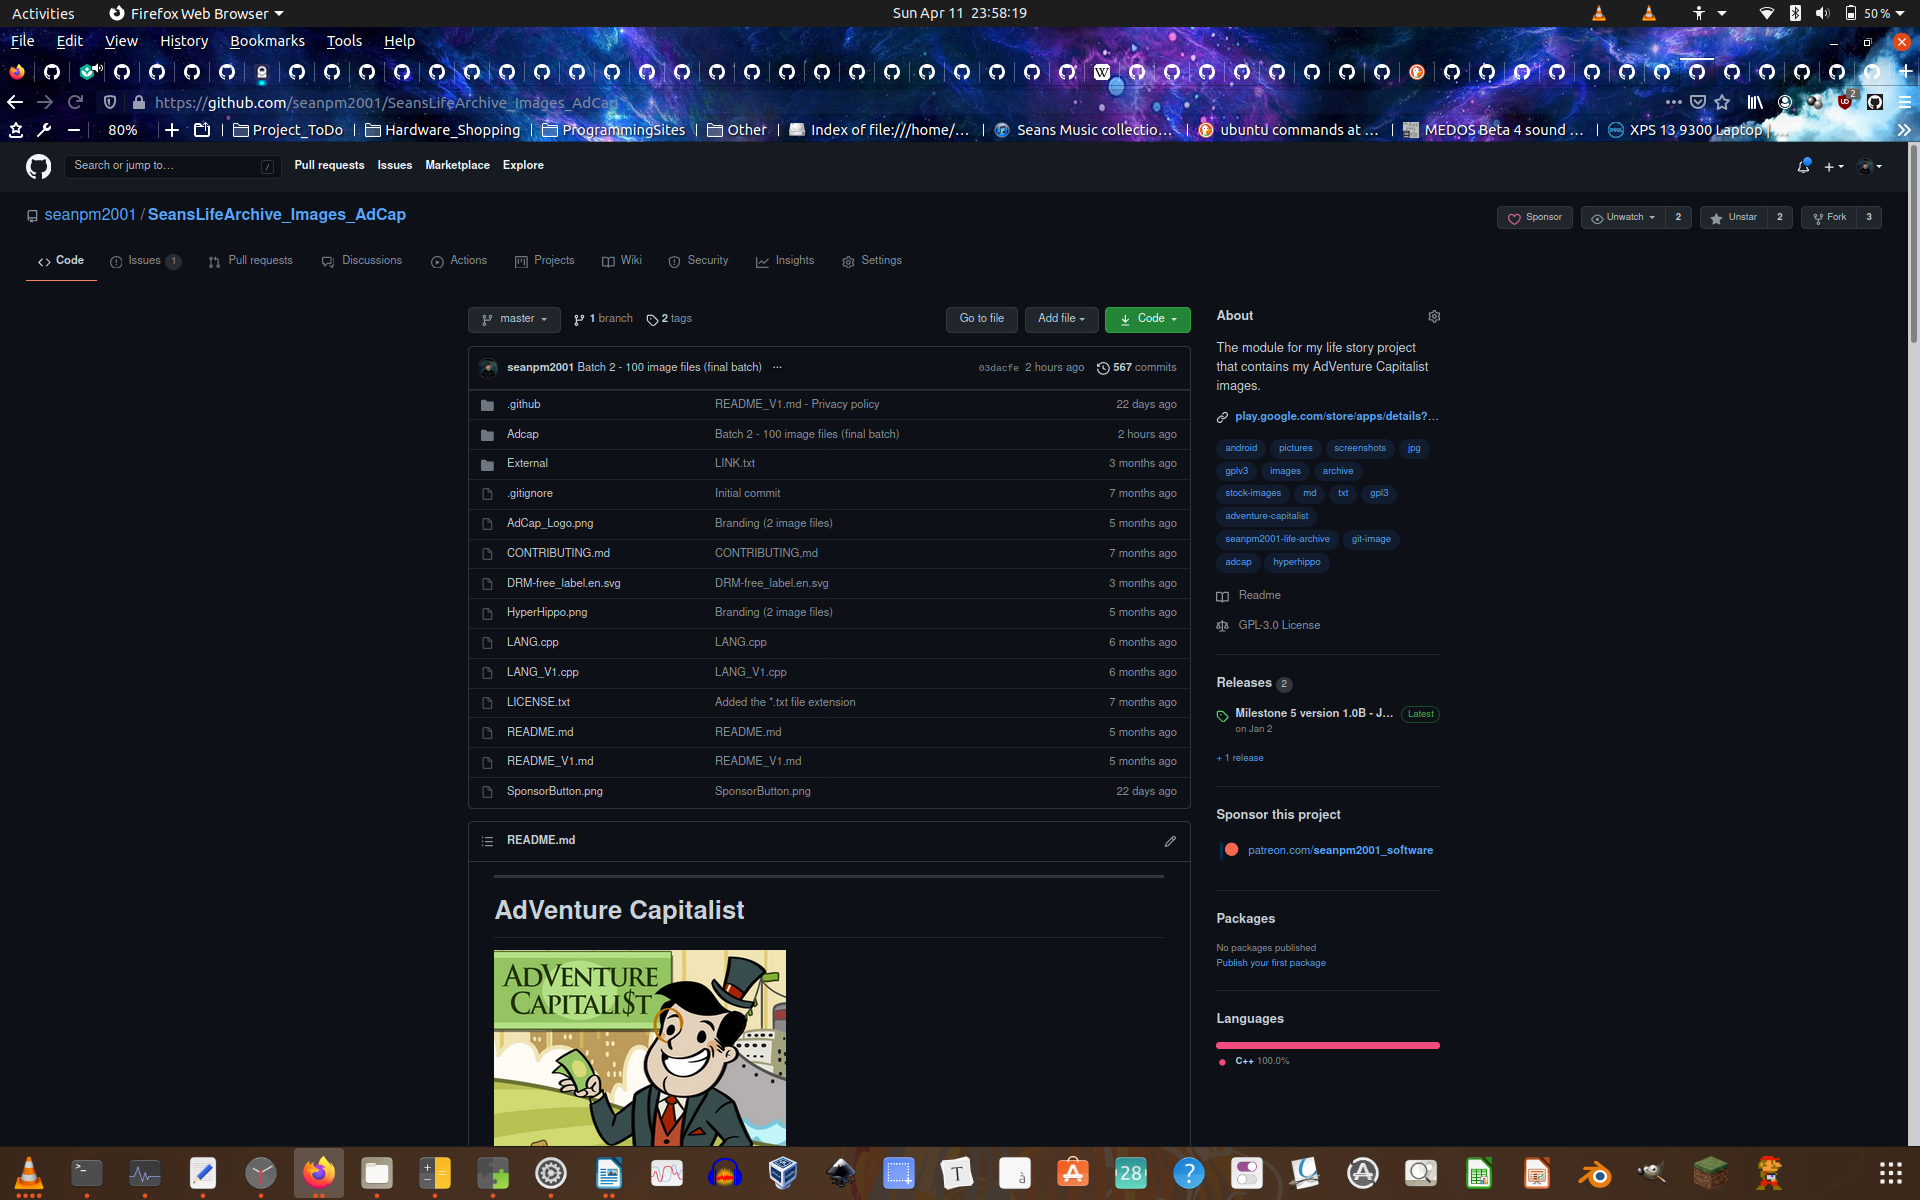 Activities Firefox Web Browser Sun Apr 11 23:58:19 50 %
File Edit View History Bookmarks Tools Help
https://github.com/seanpm2001/SeansLifeArchive_Images_AdCap 2
80% Project_ToDo Hardware_Shopping ProgrammingSites Other Index of file:///home/... Seans Music collectio... ubuntu commands at ... MEDOS Beta 4 sound ... XPS 13 9300 Laptop |...
Search or jump to... / Pull requests Issues Marketplace Explore
seanpm2001 / SeansLifeArchive_Images_AdCap Sponsor Unwatch 2 Unstar 2 Fork 3
Code Issues 1 Pull requests Discussions Actions Projects Wiki Security Insights Settings
master 1 branch 2 tags Go to file Add file Code
seanpm2001 Batch 2 - 100 image files (final batch) ... 03dacfe 2 hours ago 567 commits
.github README_V1.md - Privacy policy 22 days ago
Adcap Batch 2 - 100 image files (final batch) 2 hours ago
External LINK.txt 3 months ago
.gitignore Initial commit 7 months ago
AdCap_Logo.png Branding (2 image files) 5 months ago
CONTRIBUTING.md CONTRIBUTING,md 7 months ago
DRM-free_label.en.svg DRM-free_label.en.svg 3 months ago
HyperHippo.png Branding (2 image files) 5 months ago
LANG.cpp LANG.cpp 6 months ago
LANG_V1.cpp LANG_V1.cpp 6 months ago
LICENSE.txt Added the *.txt file extension 7 months ago
README.md README.md 5 months ago
README_V1.md README_V1.md 5 months ago
SponsorButton.png SponsorButton.png 22 days ago
README.md
AdVenture Capitalist
ADVENTURE
CAPITALI$T
About
The module for my life story project
that contains my AdVenture Capitalist
images.
play.google.com/store/apps/details?...
android pictures screenshots jpg
gplv3 images archive
stock-images md txt gpl3
adventure-capitalist
seanpm2001-life-archive git-image
adcap hyperhippo
Readme
GPL-3.0 License
Releases 2
Milestone 5 version 1.0B - J... Latest
on Jan 2
+ 1 release
Sponsor this project
patreon.com/seanpm2001_software
Packages
No packages published
Publish your first package
Languages
C++ 100.0%